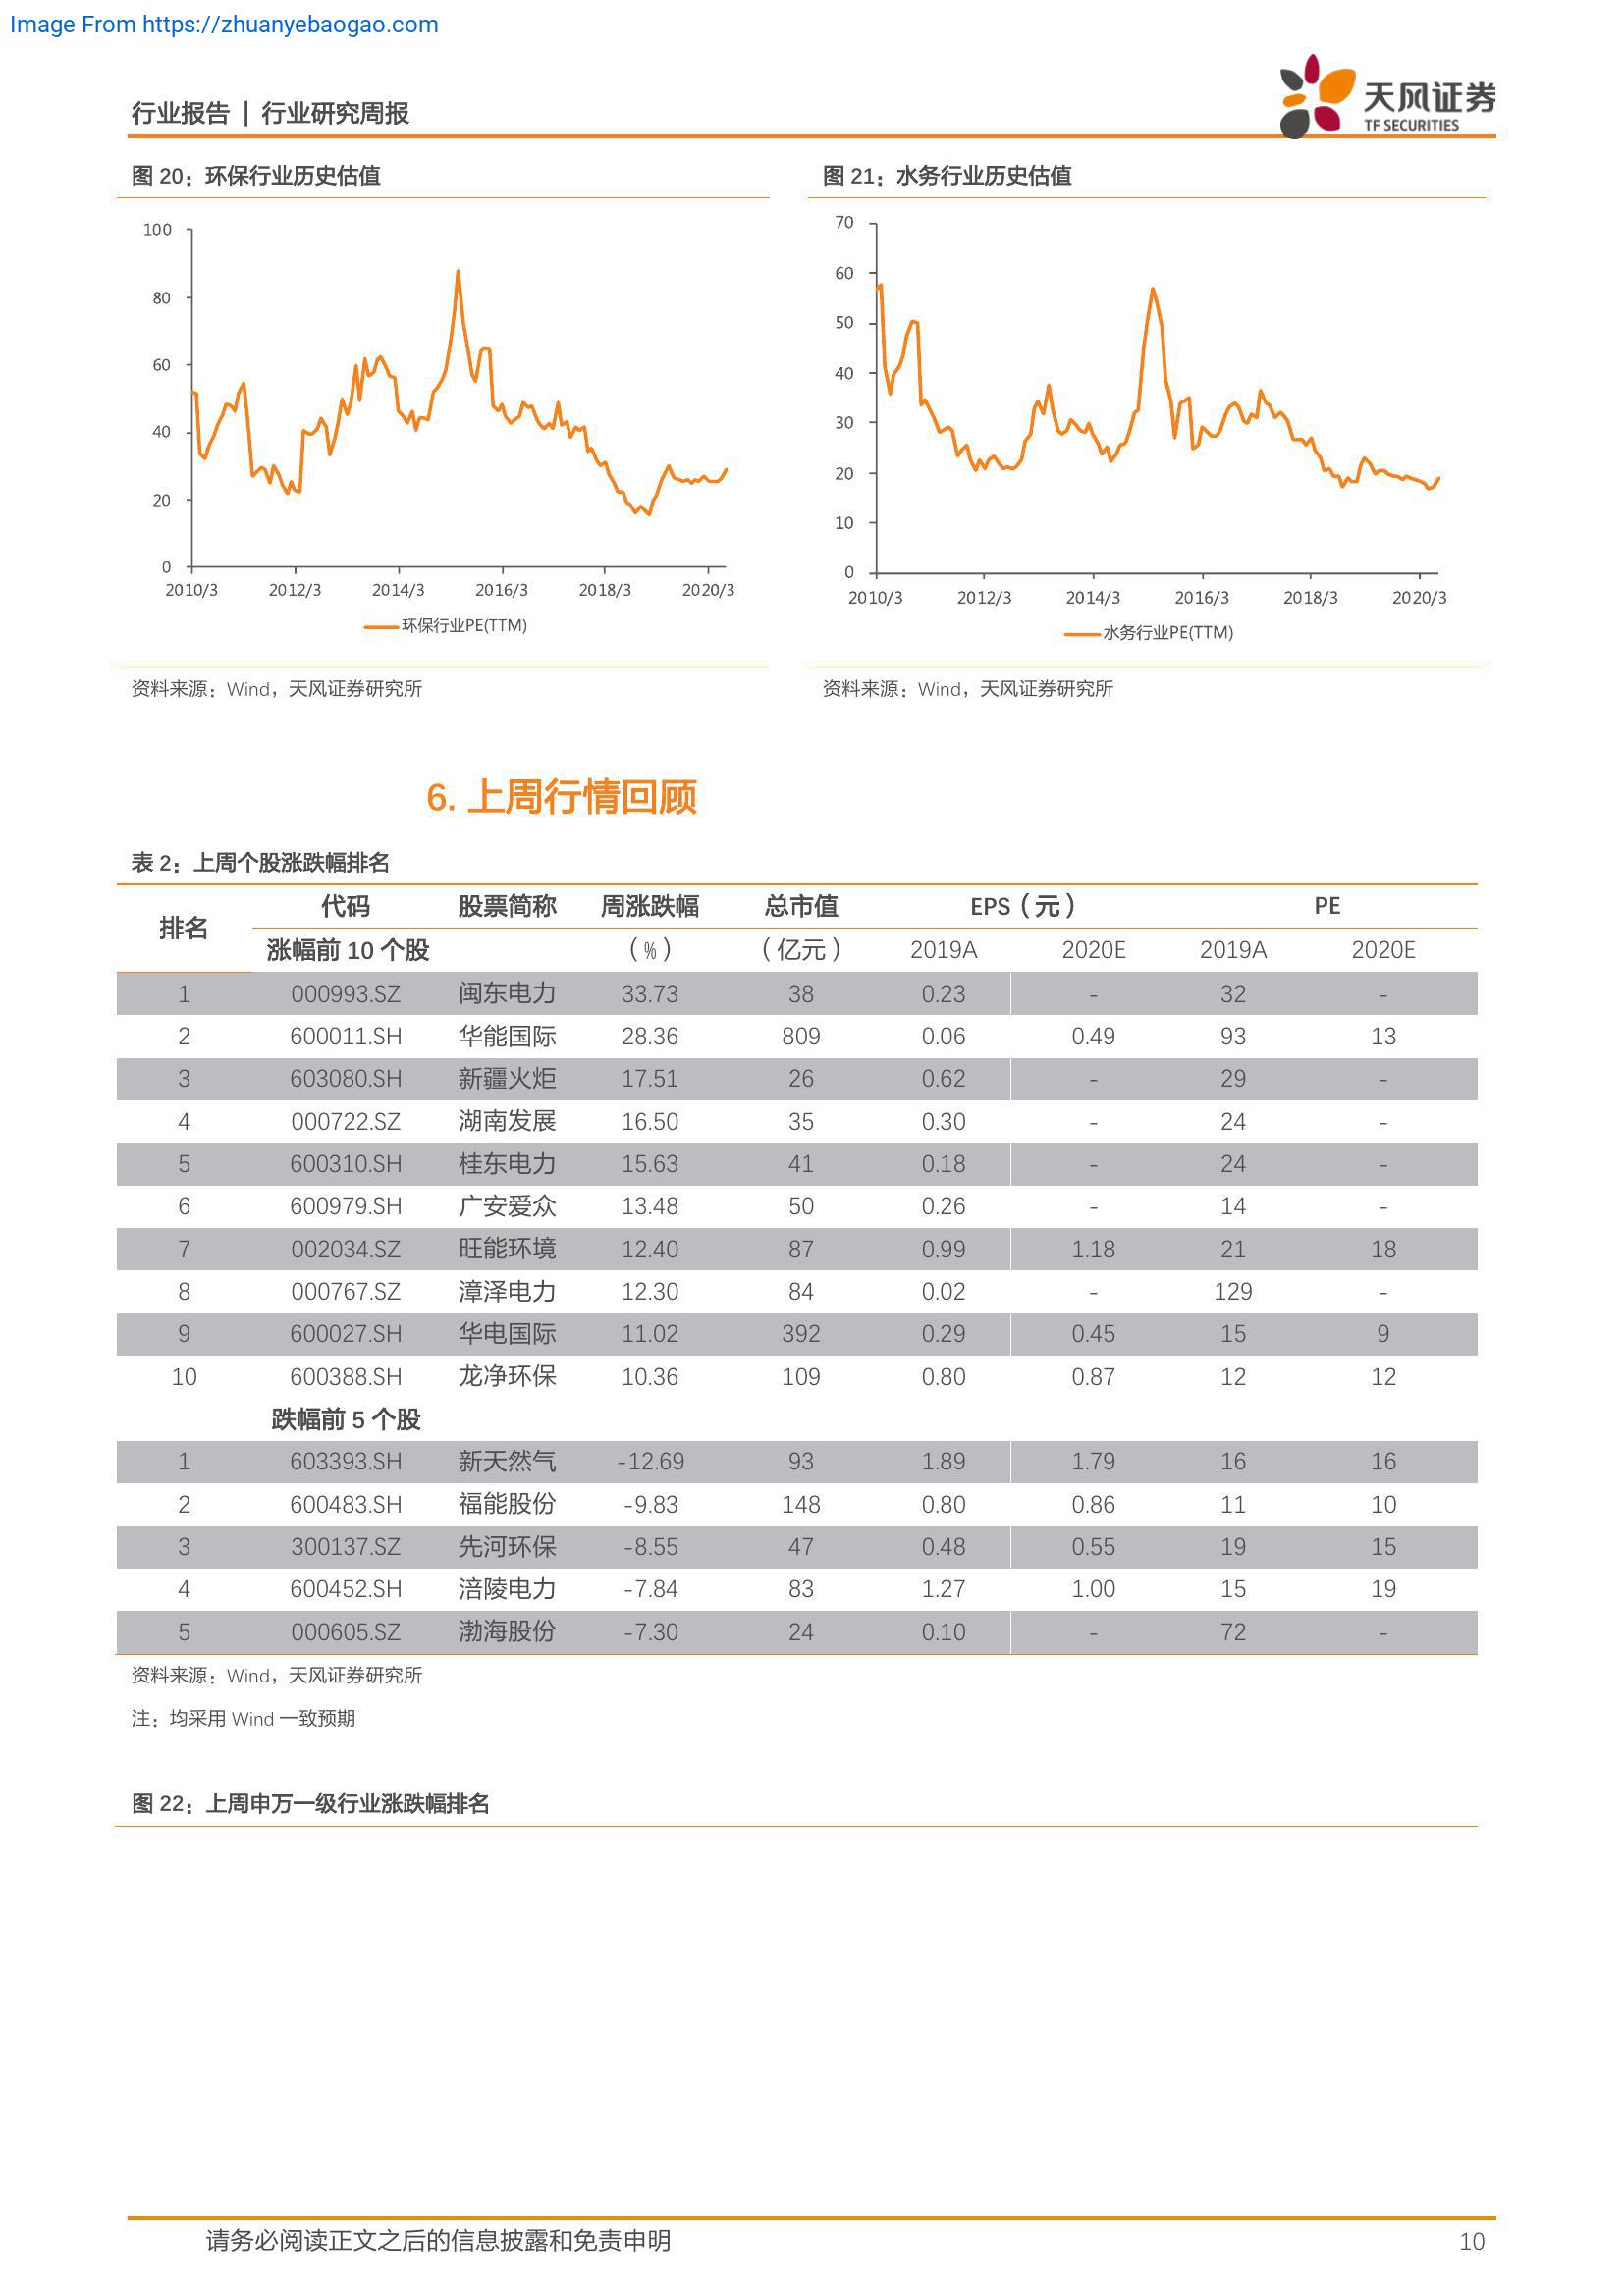 Image From https://zhuanyebaogao.com
行业报告 | 行业研究周报
天风证券
TF SECURITIES
图 20：环保行业历史估值
100
80
60
40
20
0
2010/3 2012/3 2014/3 2016/3 2018/3 2020/3
环保行业PE(TTM)
资料来源：Wind，天风证券研究所
图 21：水务行业历史估值
70
60
50
40
30
20
10
0
2010/3 2012/3 2014/3 2016/3 2018/3 2020/3
水务行业PE(TTM)
资料来源：Wind，天风证券研究所
6. 上周行情回顾
表 2：上周个股涨跌幅排名
排名 代码 股票简称 周涨跌幅 总市值 EPS（元） PE
涨幅前 10 个股 （%） （亿元） 2019A 2020E 2019A 2020E
1 000993.SZ 闽东电力 33.73 38 0.23 - 32 -
2 600011.SH 华能国际 28.36 809 0.06 0.49 93 13
3 603080.SH 新疆火炬 17.51 26 0.62 - 29 -
4 000722.SZ 湖南发展 16.50 35 0.30 - 24 -
5 600310.SH 桂东电力 15.63 41 0.18 - 24 -
6 600979.SH 广安爱众 13.48 50 0.26 - 14 -
7 002034.SZ 旺能环境 12.40 87 0.99 1.18 21 18
8 000767.SZ 漳泽电力 12.30 84 0.02 - 129 -
9 600027.SH 华电国际 11.02 392 0.29 0.45 15 9
10 600388.SH 龙净环保 10.36 109 0.80 0.87 12 12
跌幅前 5 个股
1 603393.SH 新天然气 -12.69 93 1.89 1.79 16 16
2 600483.SH 福能股份 -9.83 148 0.80 0.86 11 10
3 300137.SZ 先河环保 -8.55 47 0.48 0.55 19 15
4 600452.SH 涪陵电力 -7.84 83 1.27 1.00 15 19
5 000605.SZ 渤海股份 -7.30 24 0.10 - 72 -
资料来源：Wind，天风证券研究所
注：均采用 Wind 一致预期
图 22：上周申万一级行业涨跌幅排名
请务必阅读正文之后的信息披露和免责申明 10